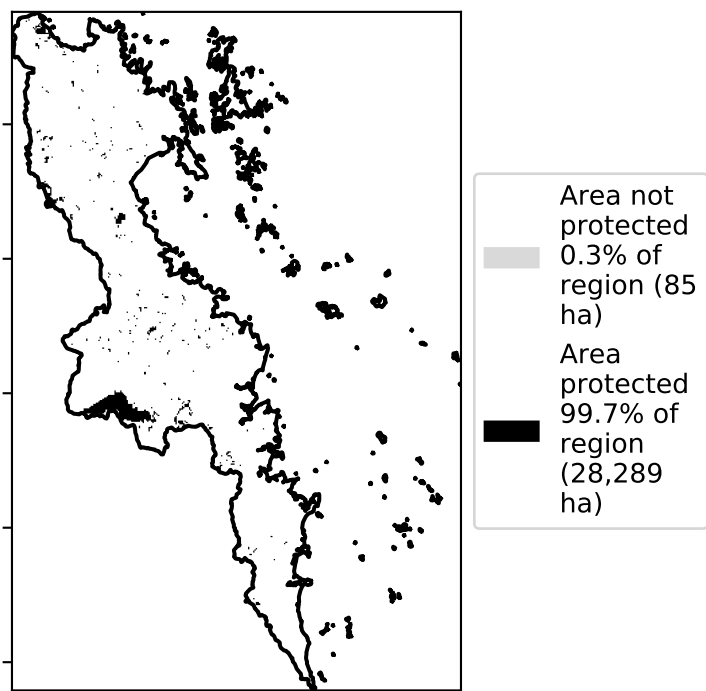 Area not
protected
0.3% of
region (85
ha)
Area
protected
99.7% of
region
(28,289
ha)